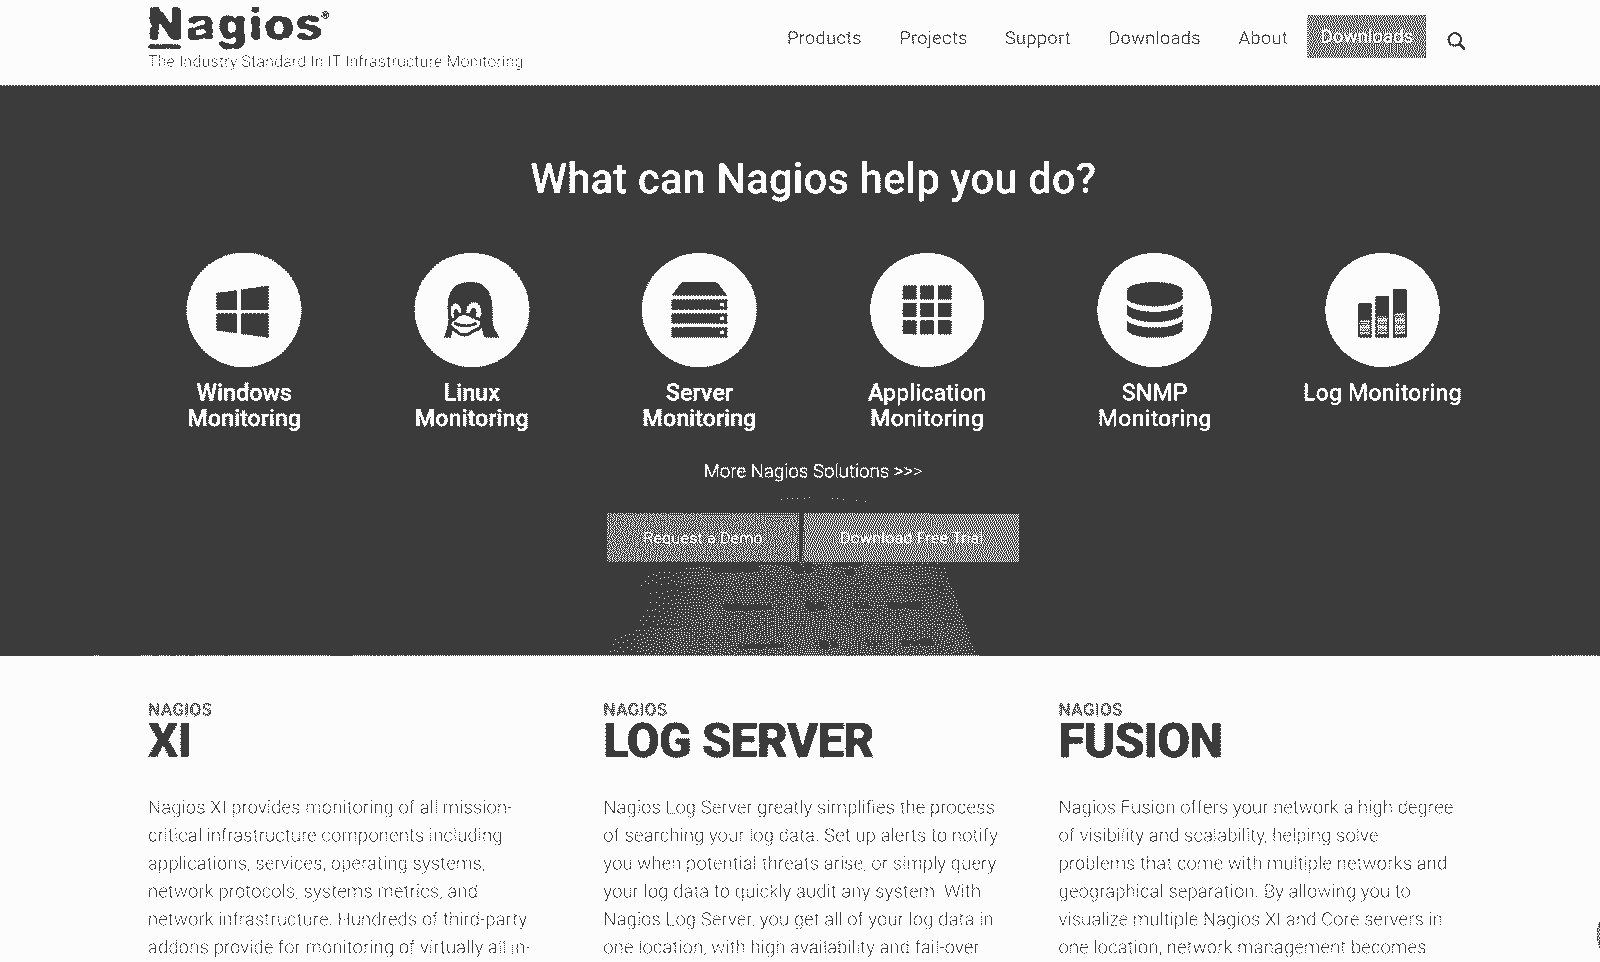 Nagios®
The Industry Standard In IT Infrastructure Monitoring
Products Projects Support Downloads About Downloads
What can Nagios help you do?
Windows Monitoring
Linux Monitoring
Server Monitoring
Application Monitoring
SNMP Monitoring
Log Monitoring
More Nagios Solutions >>>
Request a Demo
Download Free Trial
NAGIOS
XI
Nagios XI provides monitoring of all mission-
critical infrastructure components including
applications, services, operating systems,
network protocols, systems metrics, and
network infrastructure. Hundreds of third-party
addons provide for monitoring of virtually all in-
NAGIOS
LOG SERVER
Nagios Log Server greatly simplifies the process
of searching your log data. Set up alerts to notify
you when potential threats arise, or simply query
your log data to quickly audit any system. With
Nagios Log Server, you get all of your log data in
one location, with high availability and fail-over
NAGIOS
FUSION
Nagios Fusion offers your network a high degree
of visibility and scalability, helping solve
problems that come with multiple networks and
geographical separation. By allowing you to
visualize multiple Nagios XI and Core servers in
one location, network management becomes